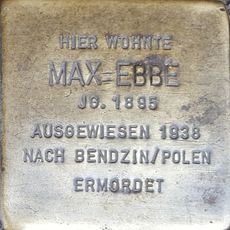 HIER WOHNTE
MAX EBBE
JG. 1895
AUSGEWIESEN 1938
NACH BENDZIN/POLEN
ERMORDET